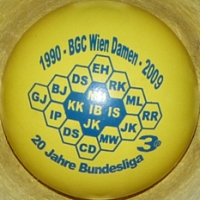 1990 - BGC Wien Damen - 2009
EH
DS RK
BJ ML
GJ MH RR
KK IB IS
IP JK JK
DS MW
CD
20 Jahre Bundesliga
3